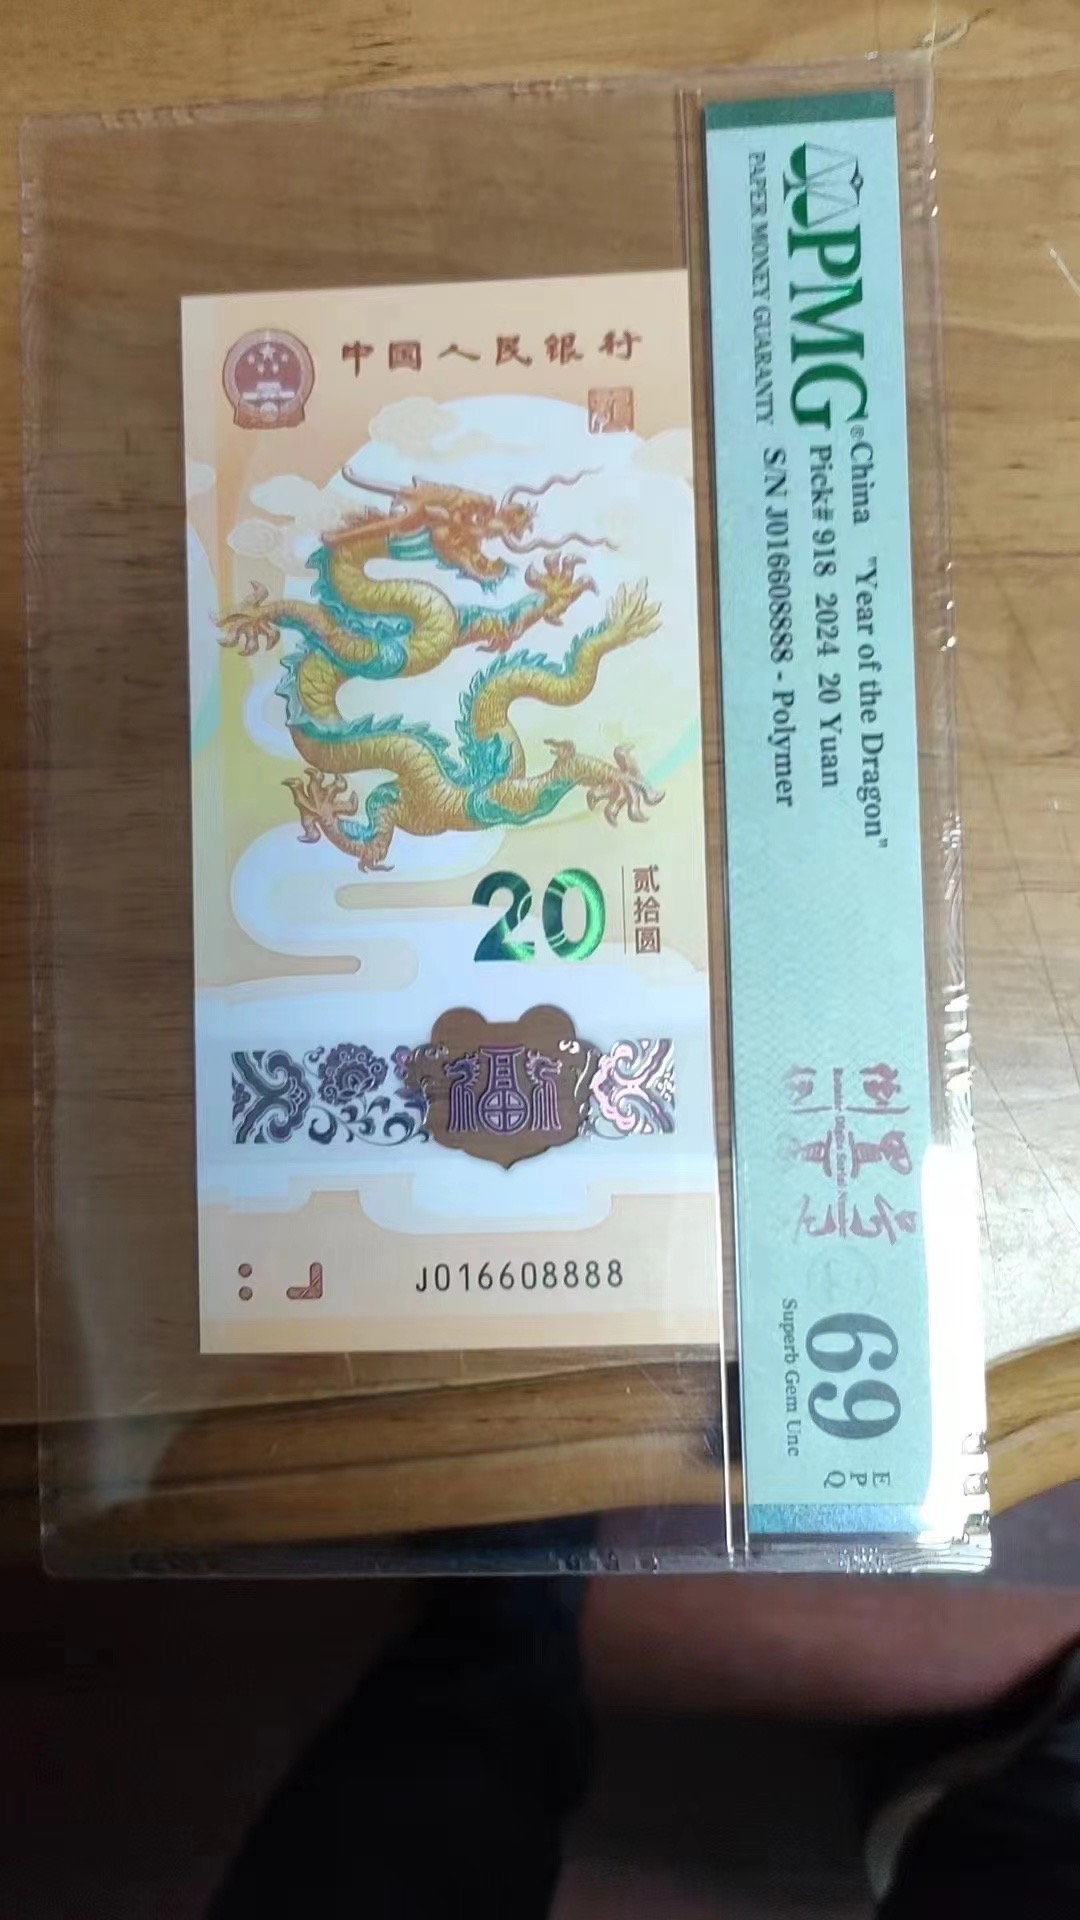 PMG®
PAPER MONEY GUARANTY
China "Year of the Dragon"
Pick# 918 2024 20 Yuan
S/N J016608888 - Polymer
69
EPQ
Superb Gem Unc
中国人民银行
20
贰拾圆
J016608888